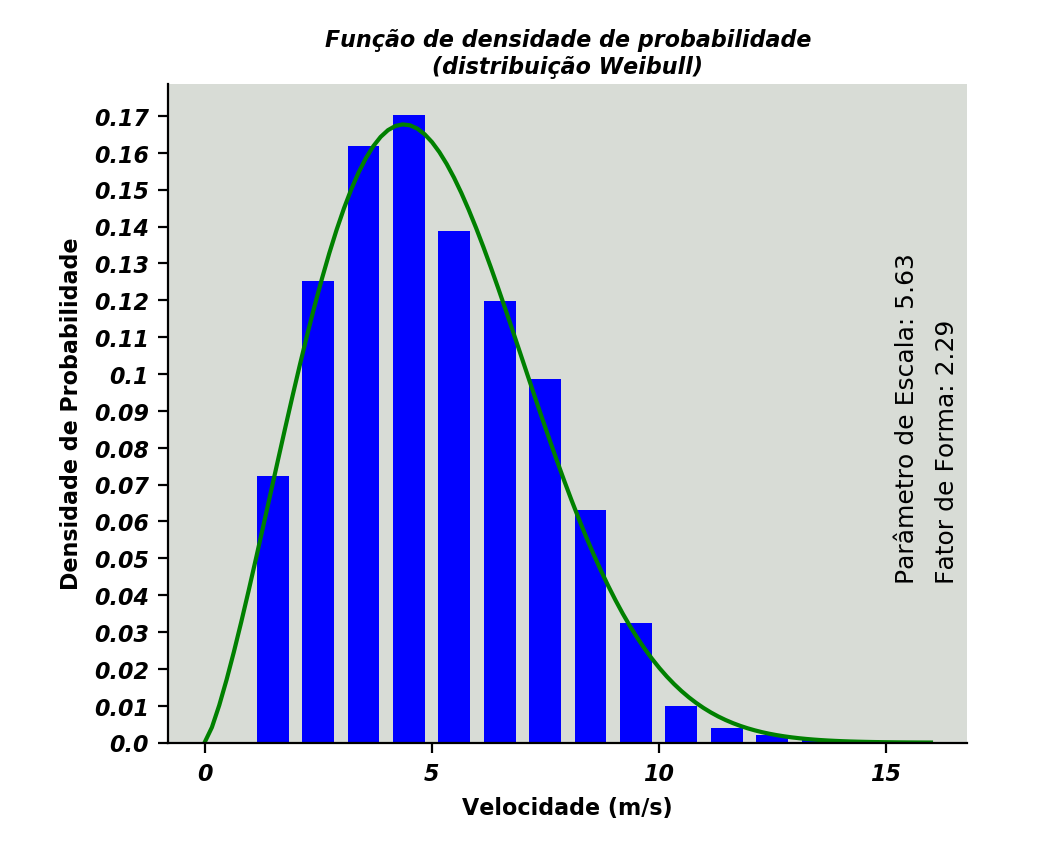 Função de densidade de probabilidade
(distribuição Weibull)
Densidade de Probabilidade
0.17
0.16
0.15
0.14
0.13
0.12
0.11
0.1
0.09
0.08
0.07
0.06
0.05
0.04
0.03
0.02
0.01
0.0
0 5 10 15
Velocidade (m/s)
Parâmetro de Escala: 5.63
Fator de Forma: 2.29